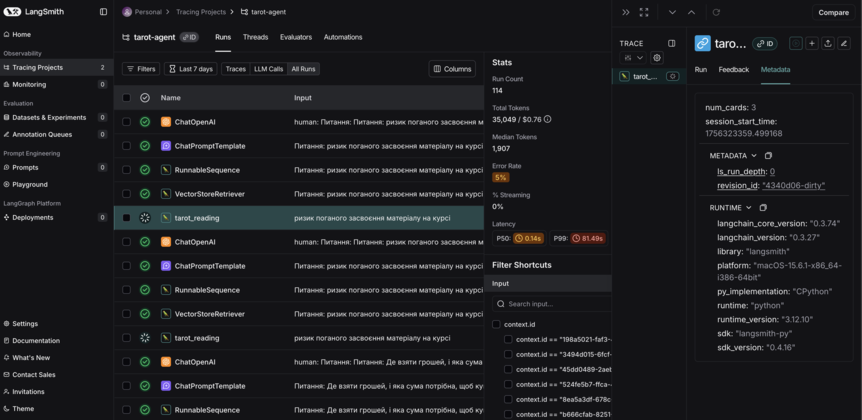 LangSmith
Home
Observability
Tracing Projects 2
Monitoring 0
Evaluation
Datasets & Experiments 0
Annotation Queues 0
Prompt Engineering
Prompts 0
Playground
LangGraph Platform
Deployments 0
Settings
Documentation
What's New
Contact Sales
Invitations
Theme
Personal > Tracing Projects > tarot-agent
tarot-agent ID Runs Threads Evaluators Automations
Filters Last 7 days Traces LLM Calls All Runs Columns
Name Input
ChatOpenAI human: Питання: Питання: ризик поганого засвоєння м
ChatPromptTemplate Питання: ризик поганого засвоєння матеріалу на курсі
RunnableSequence Питання: ризик поганого засвоєння матеріалу на курсі
VectorStoreRetriever Питання: ризик поганого засвоєння матеріалу на курсі
tarot_reading ризик поганого засвоєння матеріалу на курсі
ChatOpenAI human: Питання: Питання: ризик поганого засвоєння м
ChatPromptTemplate Питання: ризик поганого засвоєння матеріалу на курсі
RunnableSequence Питання: ризик поганого засвоєння матеріалу на курсі
VectorStoreRetriever Питання: ризик поганого засвоєння матеріалу на курсі
tarot_reading ризик поганого засвоєння матеріалу на курсі
ChatOpenAI human: Питання: Питання: Де взяти грошей, і яка сума
ChatPromptTemplate Питання: Де взяти грошей, і яка сума потрібна, щоб ку
RunnableSequence Питання: Де взяти грошей, і яка сума потрібна, щоб ку
Stats
Run Count
114
Total Tokens
35,049 / $0.76
Median Tokens
1,907
Error Rate
5%
% Streaming
0%
Latency
P50: 0.14s P99: 81.49s
Filter Shortcuts
Input
Search input...
context.id
context.id == "198a5021-faf3-
context.id == "3494d015-6fcf-
context.id == "45dd0489-2aeb
context.id == "524fe5b7-ffca-
context.id == "8ea5a3df-678c
context.id == "b666cfab-8251
Compare
TRACE
tarot_...
taro... ID
Run Feedback Metadata
num_cards: 3
session_start_time:
1756323359.499168
METADATA
ls_run_depth: 0
revision_id: "4340d06-dirty"
RUNTIME
langchain_core_version: "0.3.74"
langchain_version: "0.3.27"
library: "langsmith"
platform: "macOS-15.6.1-x86_64-
i386-64bit"
py_implementation: "CPython"
runtime: "python"
runtime_version: "3.12.10"
sdk: "langsmith-py"
sdk_version: "0.4.16"